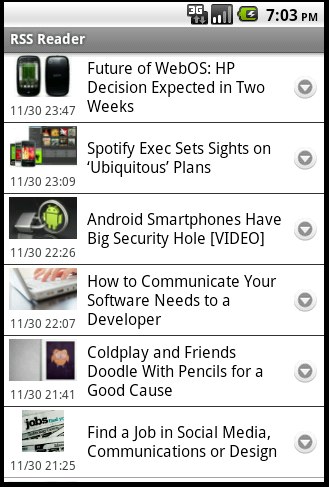 3G 7:03 PM
RSS Reader
Future of WebOS: HP
Decision Expected in Two
Weeks
11/30 23:47
Spotify Exec Sets Sights on
‘Ubiquitous’ Plans
11/30 23:09
Android Smartphones Have
Big Security Hole [VIDEO]
11/30 22:26
How to Communicate Your
Software Needs to a
Developer
11/30 22:07
Coldplay and Friends
Doodle With Pencils for a
Good Cause
11/30 21:41
jobs
Find a Job in Social Media,
Communications or Design
11/30 21:25